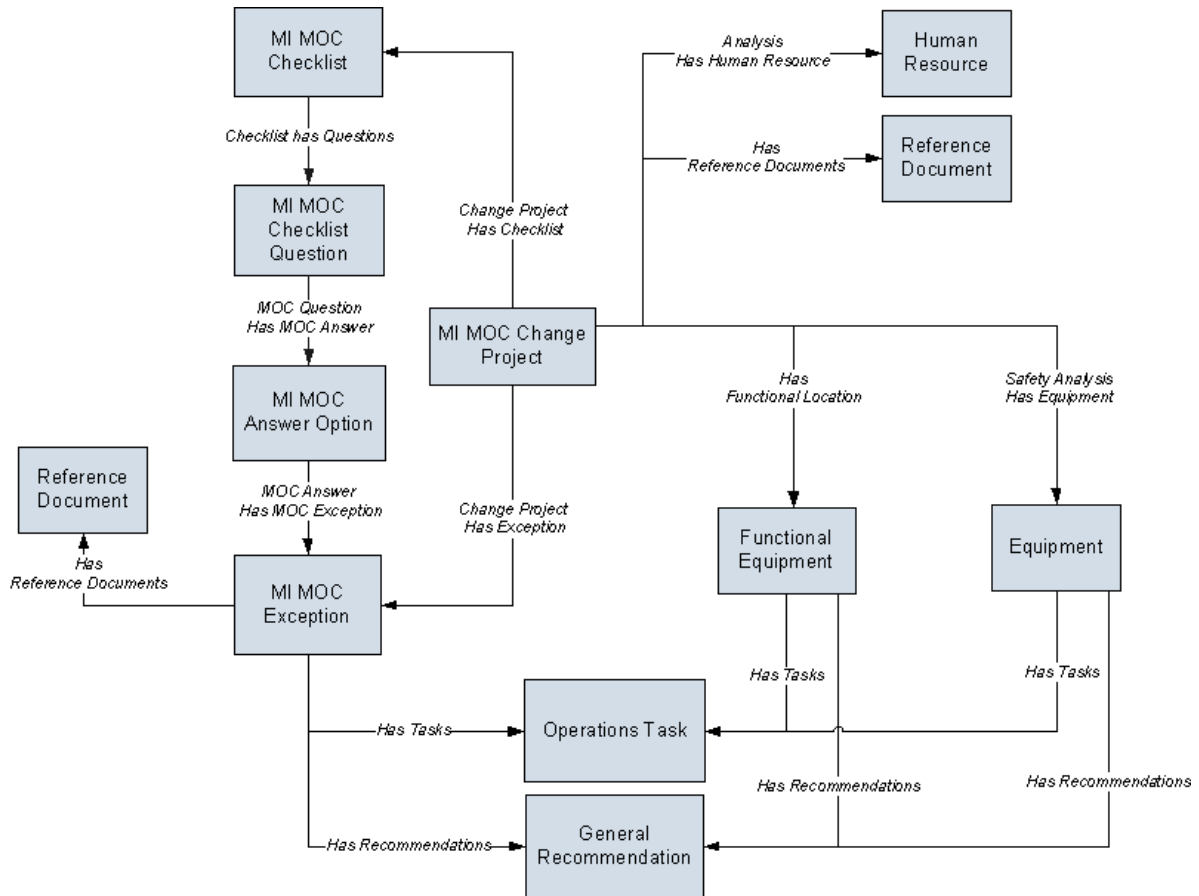 MI MOC
Checklist
Analysis
Has Human Resource
Human
Resource
Checklist has Questions
Has
Reference Documents
Reference
Document
MI MOC
Checklist
Question
Change Project
Has Checklist
MOC Question
Has MOC Answer
MI MOC Change
Project
MI MOC
Answer Option
Has
Functional Location
Safety Analysis
Has Equipment
Reference
Document
MOC Answer
Has MOC Exception
Change Project
Has Exception
Functional
Equipment
Equipment
Has
Reference Documents
MI MOC
Exception
Has Tasks
Has Tasks
Has Tasks
Operations Task
Has Recommendations
Has Recommendations
Has Recommendations
General
Recommendation